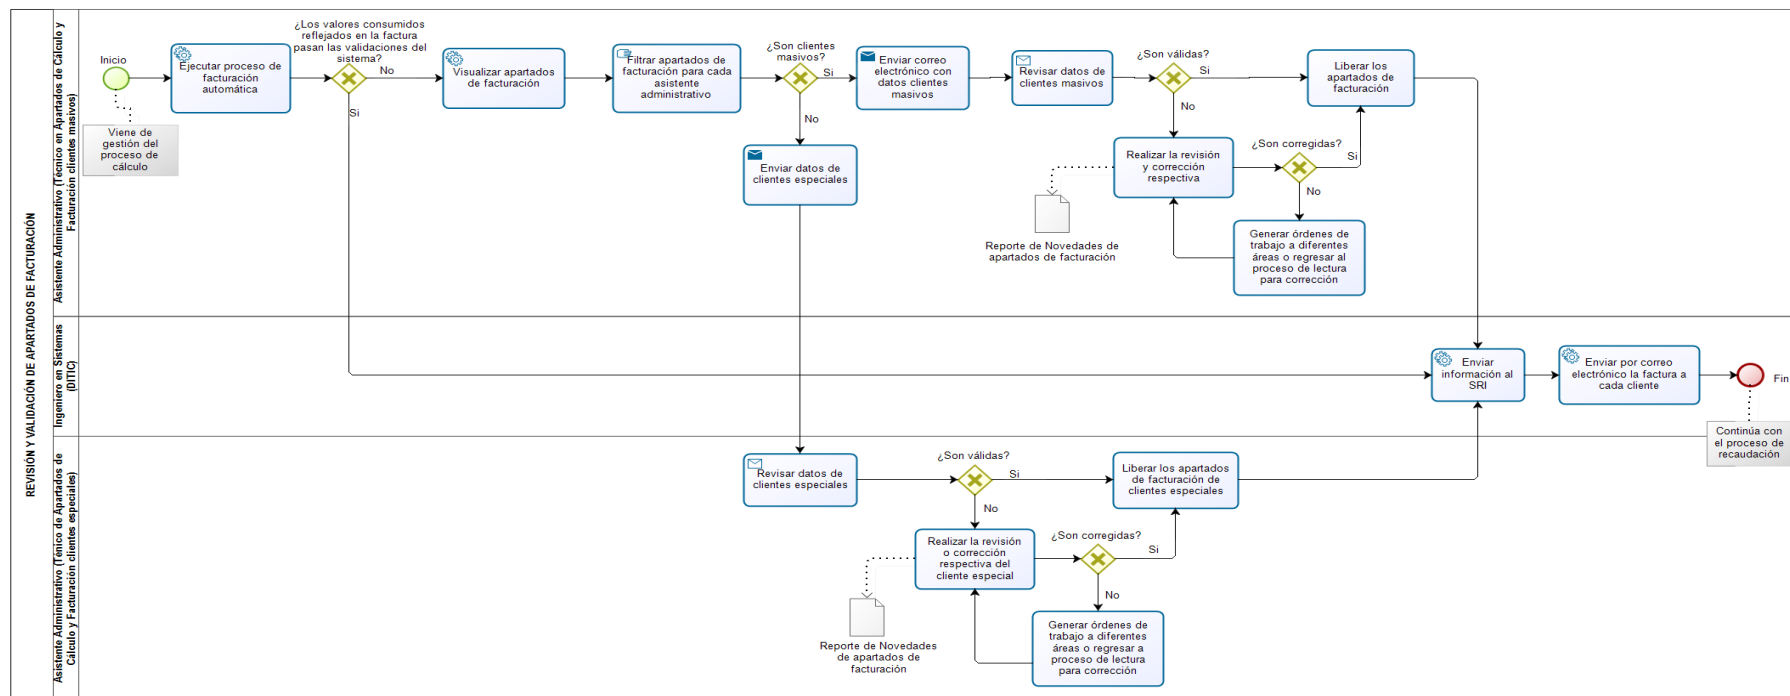 REVISIÓN Y VALIDACIÓN DE APARTADOS DE FACTURACIÓN
Asistente Administrativo (Técnico en Apartados de Cálculo y
Facturación clientes masivos)
Inicio
Viene de
gestión del
proceso de
cálculo
Ejecutar proceso de
facturación
automática
¿Los valores consumidos
reflejados en la factura
pasan las validaciones del
sistema?
No
Si
Visualizar apartados
de facturación
Filtrar apartados de
facturación para cada
asistente
administrativo
¿Son clientes
masivos?
Si
No
Enviar correo
electrónico con
datos clientes
masivos
Revisar datos de
clientes masivos
¿Son válidas?
Si
No
Liberar los
apartados de
facturación
Enviar datos de
clientes especiales
Realizar la revisión
y corrección
respectiva
¿Son corregidas?
Si
No
Reporte de Novedades de
apartados de facturación
Generar órdenes de
trabajo a diferentes
áreas o regresar al
proceso de lectura
para corrección
Ingeniero en Sistemas
(DITIC)
Enviar
información al
SRI
Enviar por correo
electrónico la factura a
cada cliente
Fin
Continúa con
el proceso de
recaudación
Asistente Administrativo (Ténico de Apartados de
Cálculo y Facturación clientes especiales)
Revisar datos de
clientes especiales
¿Son válidas?
Si
No
Liberar los apartados
de facturación de
clientes especiales
Realizar la revisión
o corrección
respectiva del
cliente especial
¿Son corregidas?
Si
No
Reporte de Novedades
de apartados de
facturación
Generar órdenes de
trabajo a diferentes
áreas o regresar a
proceso de lectura
para corrección